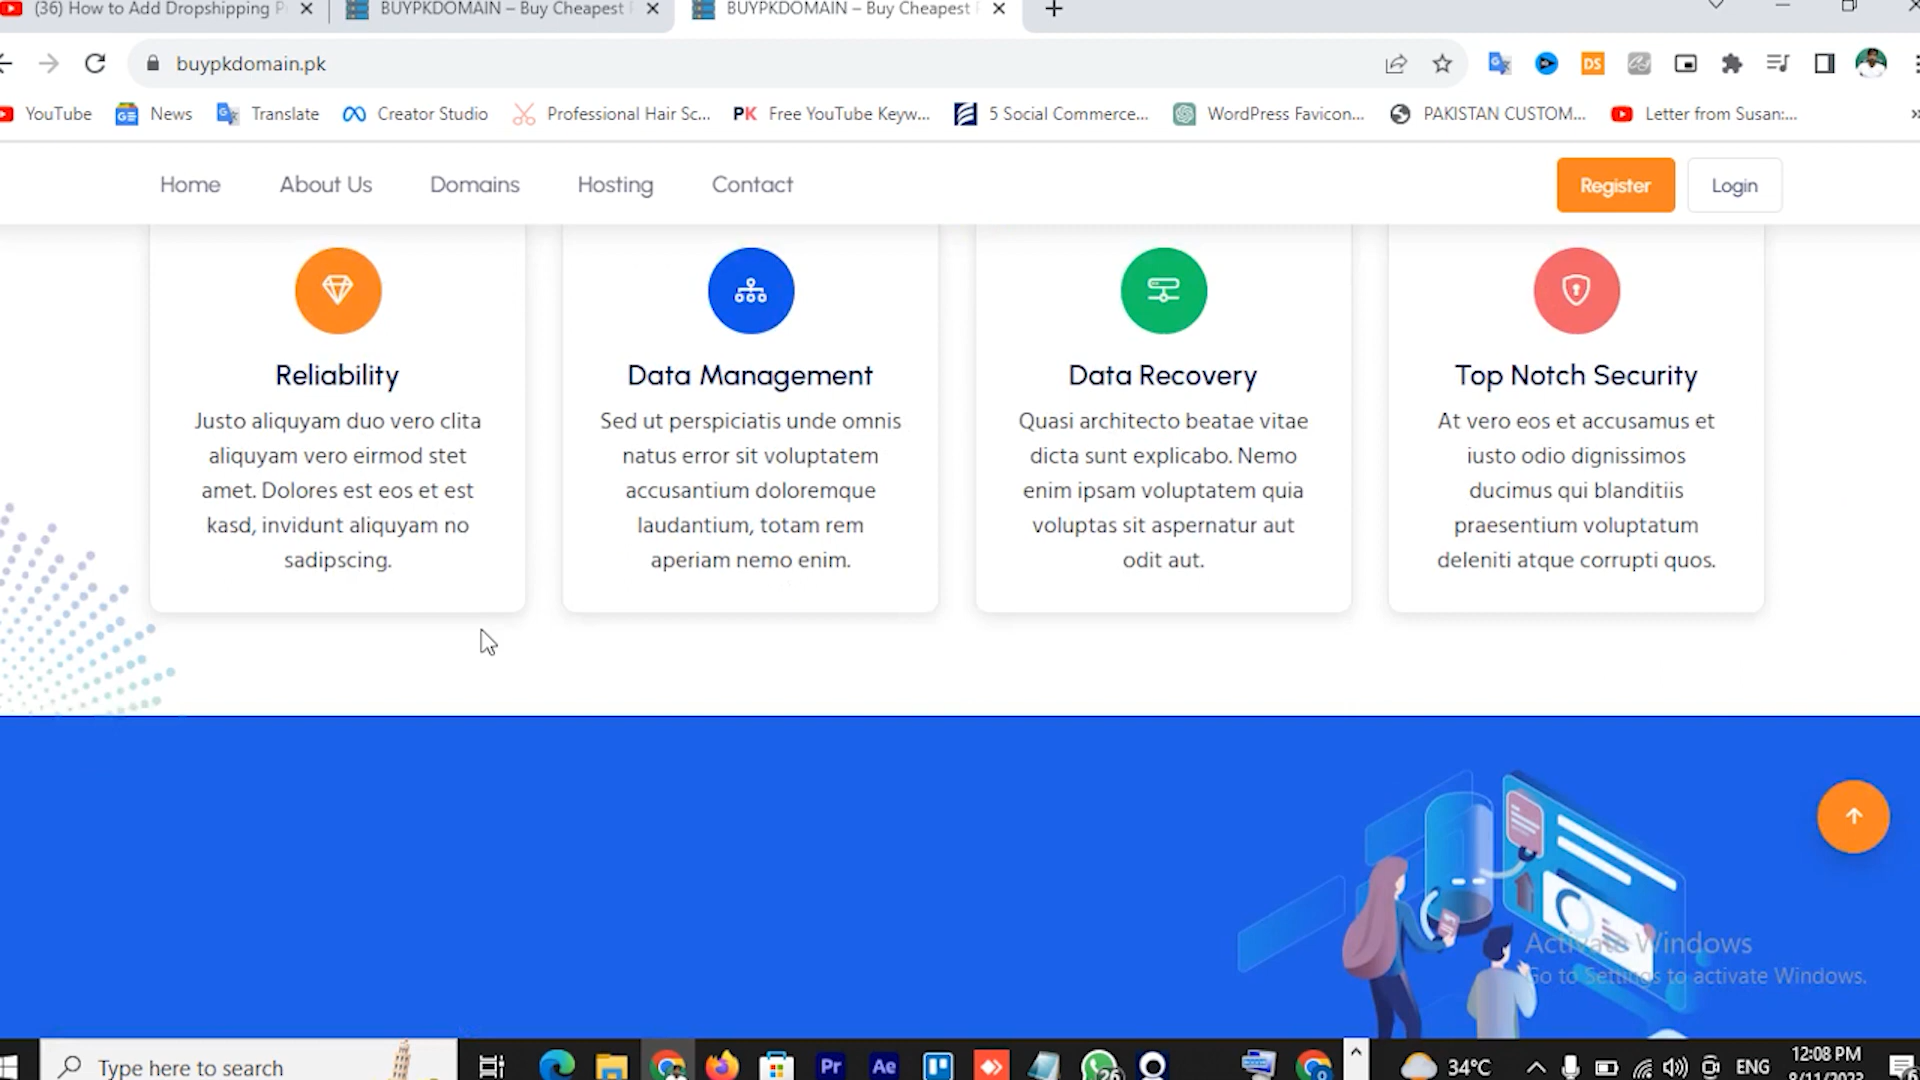 (36) How to Add Dropshipping P
BUYPKDOMAIN – Buy Cheapest
BUYPKDOMAIN – Buy Cheapest
buypkdomain.pk
YouTube
News
Translate
Creator Studio
Professional Hair Sc...
PK Free YouTube Keyw...
5 Social Commerce...
WordPress Favicon...
PAKISTAN CUSTOM...
Letter from Susan:...
DS
Home
About Us
Domains
Hosting
Contact
Register
Login
Reliability
Justo aliquyam duo vero clita
aliquyam vero eirmod stet
amet. Dolores est eos et est
kasd, invidunt aliquyam no
sadipscing.
Data Management
Sed ut perspiciatis unde omnis
natus error sit voluptatem
accusantium doloremque
laudantium, totam rem
aperiam nemo enim.
Data Recovery
Quasi architecto beatae vitae
dicta sunt explicabo. Nemo
enim ipsam voluptatem quia
voluptas sit aspernatur aut
odit aut.
Top Notch Security
At vero eos et accusamus et
iusto odio dignissimos
ducimus qui blanditiis
praesentium voluptatum
deleniti atque corrupti quos.
Activate Windows
Go to Settings to activate Windows.
Type here to search
Pr
Ae
26
34°C
ENG
12:08 PM
8/11/2023